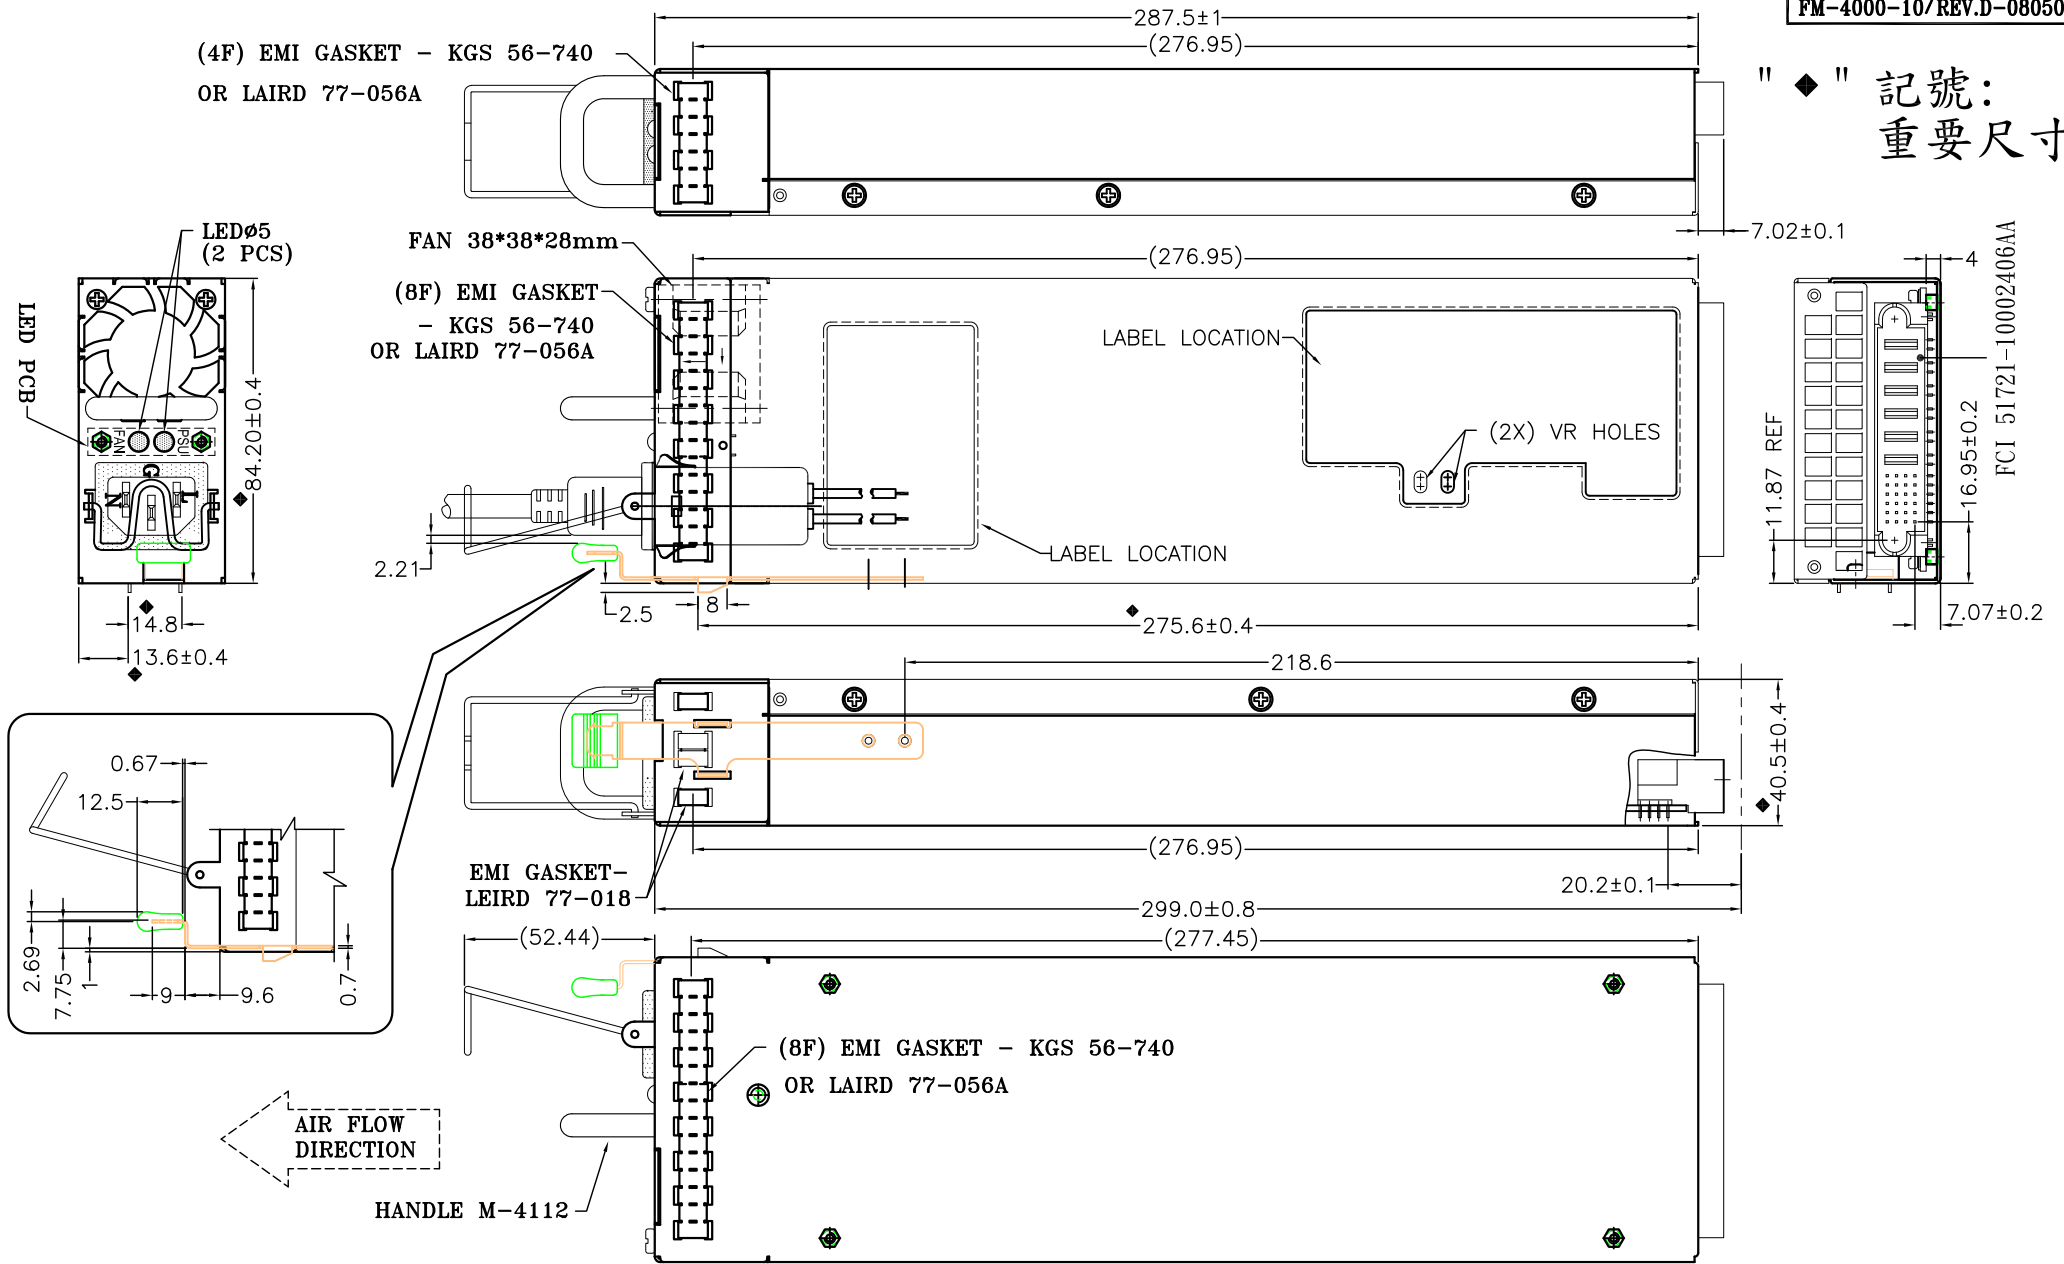 FM-4000-10/REV.D-08050
287.5±1
(276.95)
(4F) EMI GASKET - KGS 56-740
OR LAIRD 77-056A
"◆" 記號:
重要尺寸
7.02±0.1
LEDø5
(2 PCS)
LED PCB
FAN
PSU
G
N
L
84.20±0.4
◆
◆
14.8
13.6±0.4
◆
FAN 38*38*28mm
(276.95)
(8F) EMI GASKET
- KGS 56-740
OR LAIRD 77-056A
LABEL LOCATION
(2X) VR HOLES
LABEL LOCATION
2.21
2.5
8
◆
275.6±0.4
4
FCI 51721-10002406AA
11.87 REF
16.95±0.2
7.07±0.2
218.6
40.5±0.4
◆
(276.95)
20.2±0.1
299.0±0.8
EMI GASKET-
LEIRD 77-018
0.67
12.5
2.69
7.75
1
9
9.6
0.7
(52.44)
(277.45)
(8F) EMI GASKET - KGS 56-740
OR LAIRD 77-056A
AIR FLOW
DIRECTION
HANDLE M-4112